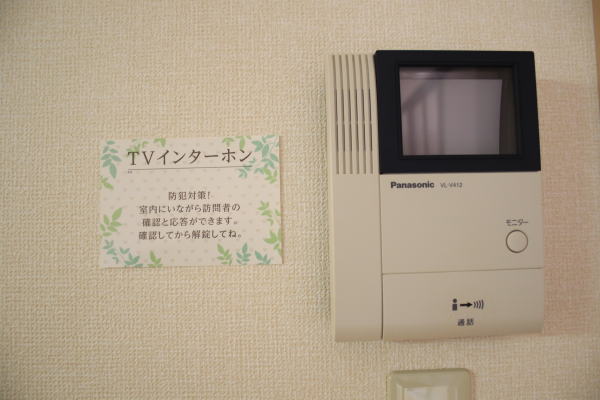 TVインターホン
防犯対策!
室内にいながら訪問者の
確認と応答ができます。
確認してから解錠してね。
Panasonic VL-V412
モニター
通話